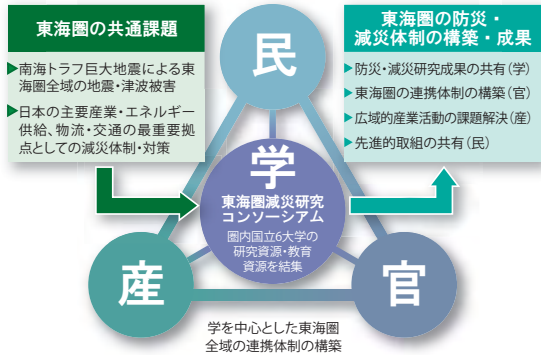 東海圏の共通課題
▶南海トラフ巨大地震による東
海圏全域の地震・津波被害
▶日本の主要産業・エネルギー
供給、物流・交通の最重要拠
点としての減災体制・対策
民
東海圏の防災・
減災体制の構築・成果
▶防災・減災研究成果の共有(学)
▶東海圏の連携体制の構築(官)
▶広域的産業活動の課題解決(産)
▶先進的取組の共有(民)
学
東海圏減災研究
コンソーシアム
圏内国立6大学の
研究資源・教育
資源を結集
産
官
学を中心とした東海圏
全域の連携体制の構築